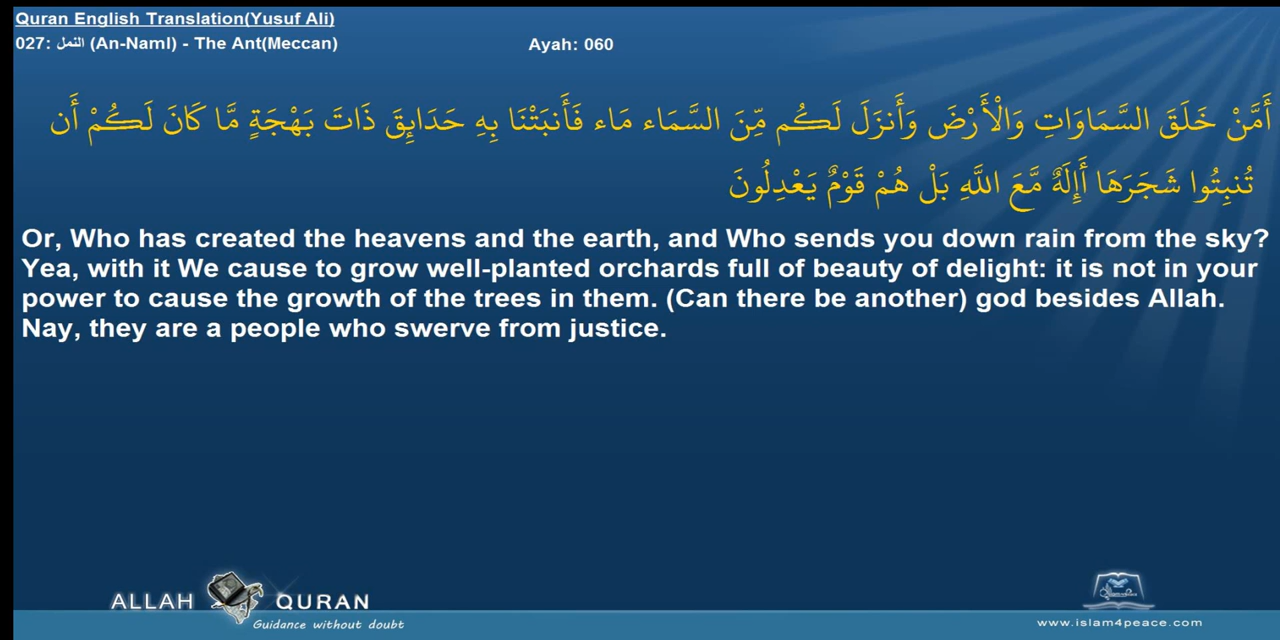 Quran English Translation(Yusuf Ali)
027: النمل (An-Naml) - The Ant(Meccan) Ayah: 060
أَمَّنْ خَلَقَ السَّمَاوَاتِ وَالْأَرْضَ وَأَنزَلَ لَكُم مِّنَ السَّمَاء مَاء فَأَنبَتْنَا بِهِ حَدَائِقَ ذَاتَ بَهْجَةٍ مَّا كَانَ لَكُمْ أَن
تُنبِتُوا شَجَرَهَا أَإِلَهٌ مَّعَ اللَّهِ بَلْ هُمْ قَوْمٌ يَعْدِلُونَ
Or, Who has created the heavens and the earth, and Who sends you down rain from the sky?
Yea, with it We cause to grow well-planted orchards full of beauty of delight: it is not in your
power to cause the growth of the trees in them. (Can there be another) god besides Allah.
Nay, they are a people who swerve from justice.
ALLAH QURAN
Guidance without doubt
www.islam4peace.com